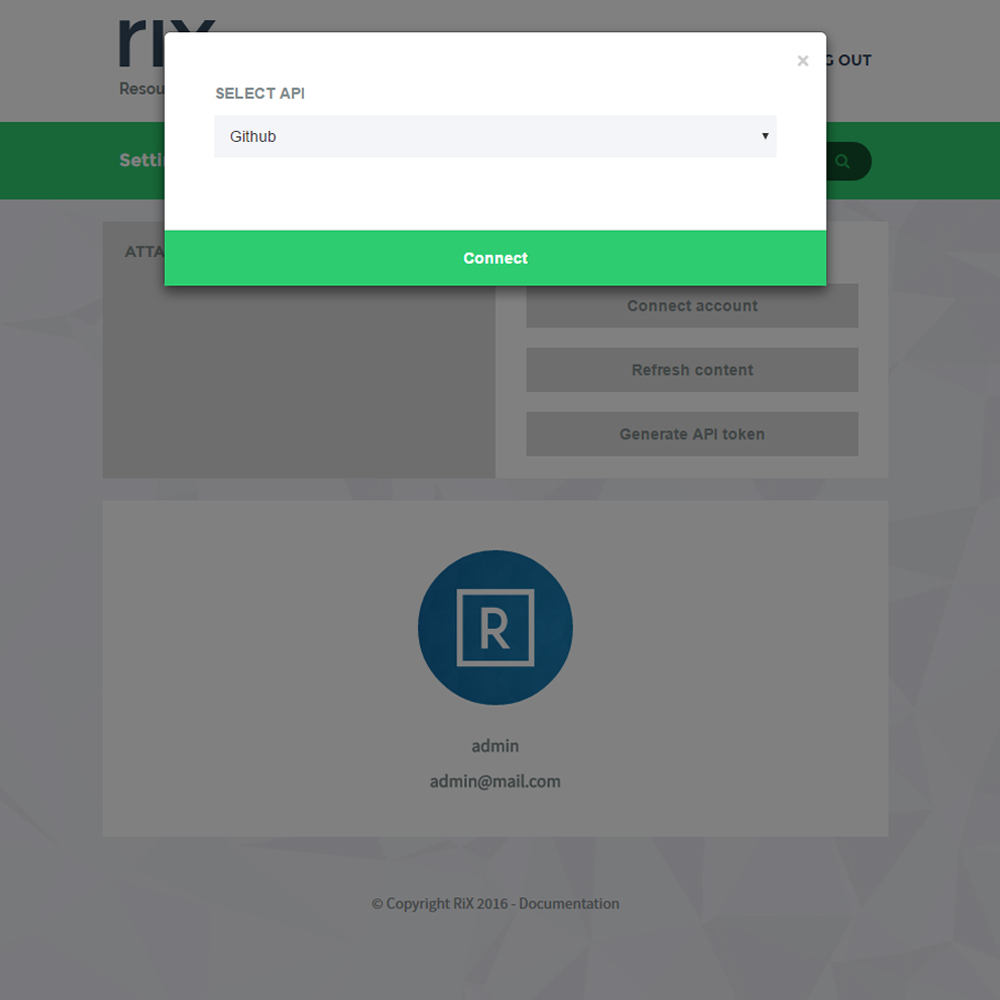 riX
× G OUT
Resou
SELECT API
Github
Setti
ATTA
Connect
Connect account
Refresh content
Generate API token
R
admin
admin@mail.com
© Copyright RiX 2016 - Documentation